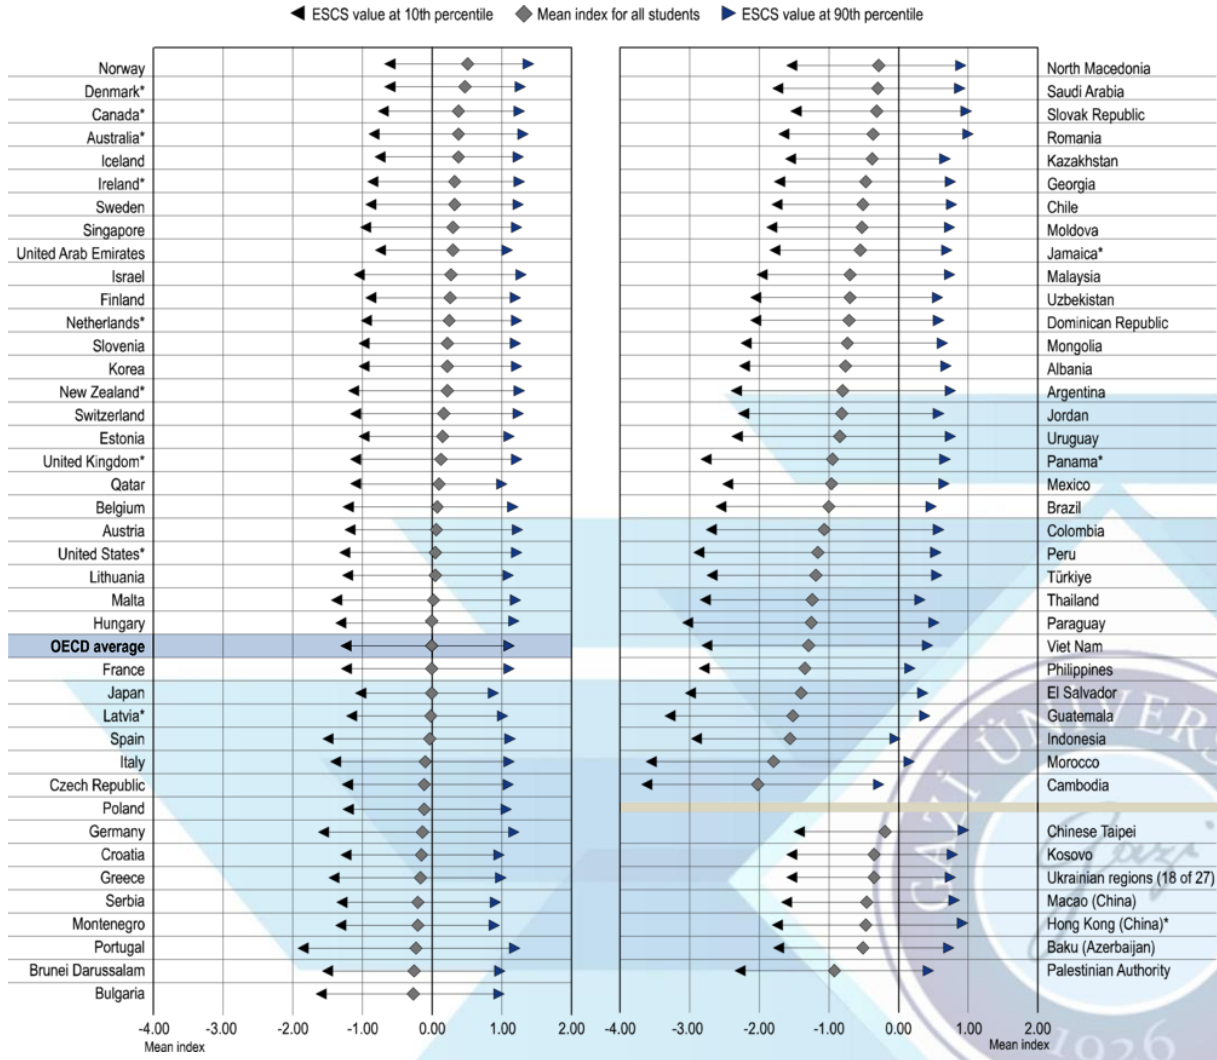 ESCS value at 10th percentile Mean index for all students ESCS value at 90th percentile
Norway
Denmark*
Canada*
Australia*
Iceland
Ireland*
Sweden
Singapore
United Arab Emirates
Israel
Finland
Netherlands*
Slovenia
Korea
New Zealand*
Switzerland
Estonia
United Kingdom*
Qatar
Belgium
Austria
United States*
Lithuania
Malta
Hungary
OECD average
France
Japan
Latvia*
Spain
Italy
Czech Republic
Poland
Germany
Croatia
Greece
Serbia
Montenegro
Portugal
Brunei Darussalam
Bulgaria
-4.00 -3.00 -2.00 -1.00 0.00 1.00 2.00
Mean index
North Macedonia
Saudi Arabia
Slovak Republic
Romania
Kazakhstan
Georgia
Chile
Moldova
Jamaica*
Malaysia
Uzbekistan
Dominican Republic
Mongolia
Albania
Argentina
Jordan
Uruguay
Panama*
Mexico
Brazil
Colombia
Peru
Türkiye
Thailand
Paraguay
Viet Nam
Philippines
El Salvador
Guatemala
Indonesia
Morocco
Cambodia
Chinese Taipei
Kosovo
Ukrainian regions (18 of 27)
Macao (China)
Hong Kong (China)*
Baku (Azerbaijan)
Palestinian Authority
-4.00 -3.00 -2.00 -1.00 0.00 1.00 2.00
Mean index
GAZİ ÜNİVERS
Gazi
1926